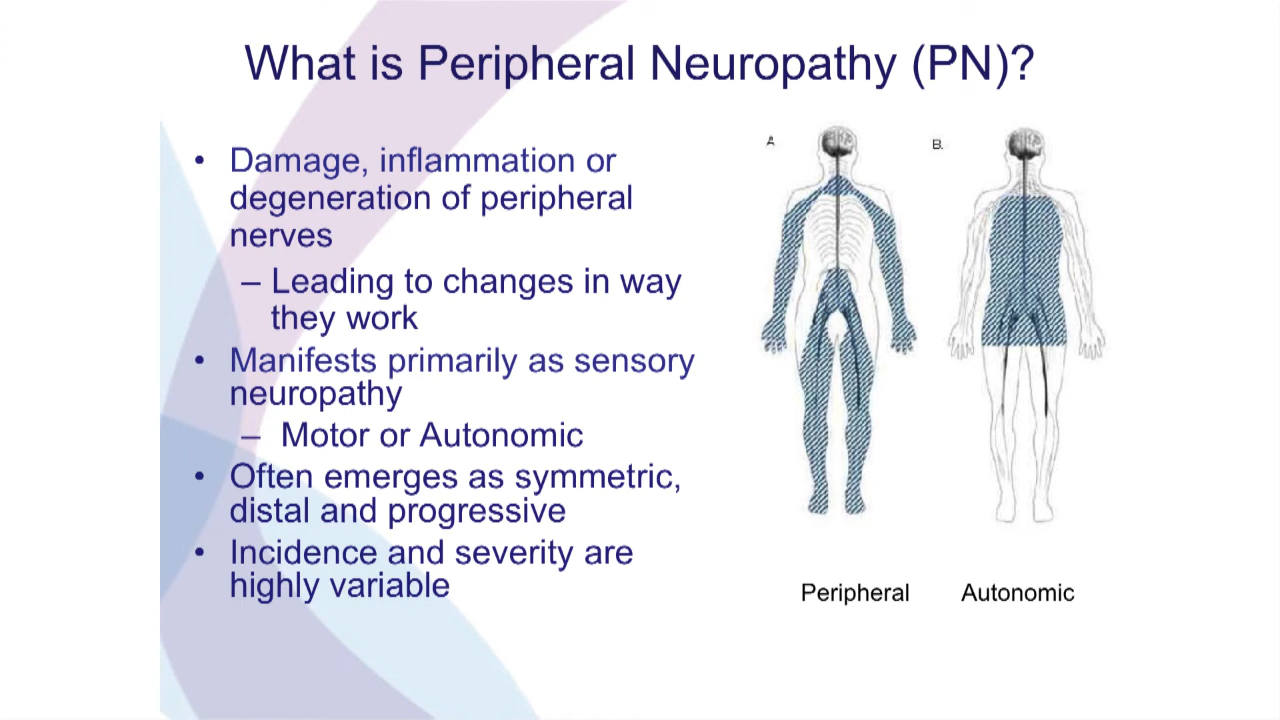 What is Peripheral Neuropathy (PN)?
• Damage, inflammation or
degeneration of peripheral
nerves
– Leading to changes in way
they work
• Manifests primarily as sensory
neuropathy
– Motor or Autonomic
• Often emerges as symmetric,
distal and progressive
• Incidence and severity are
highly variable
A
B.
Peripheral
Autonomic